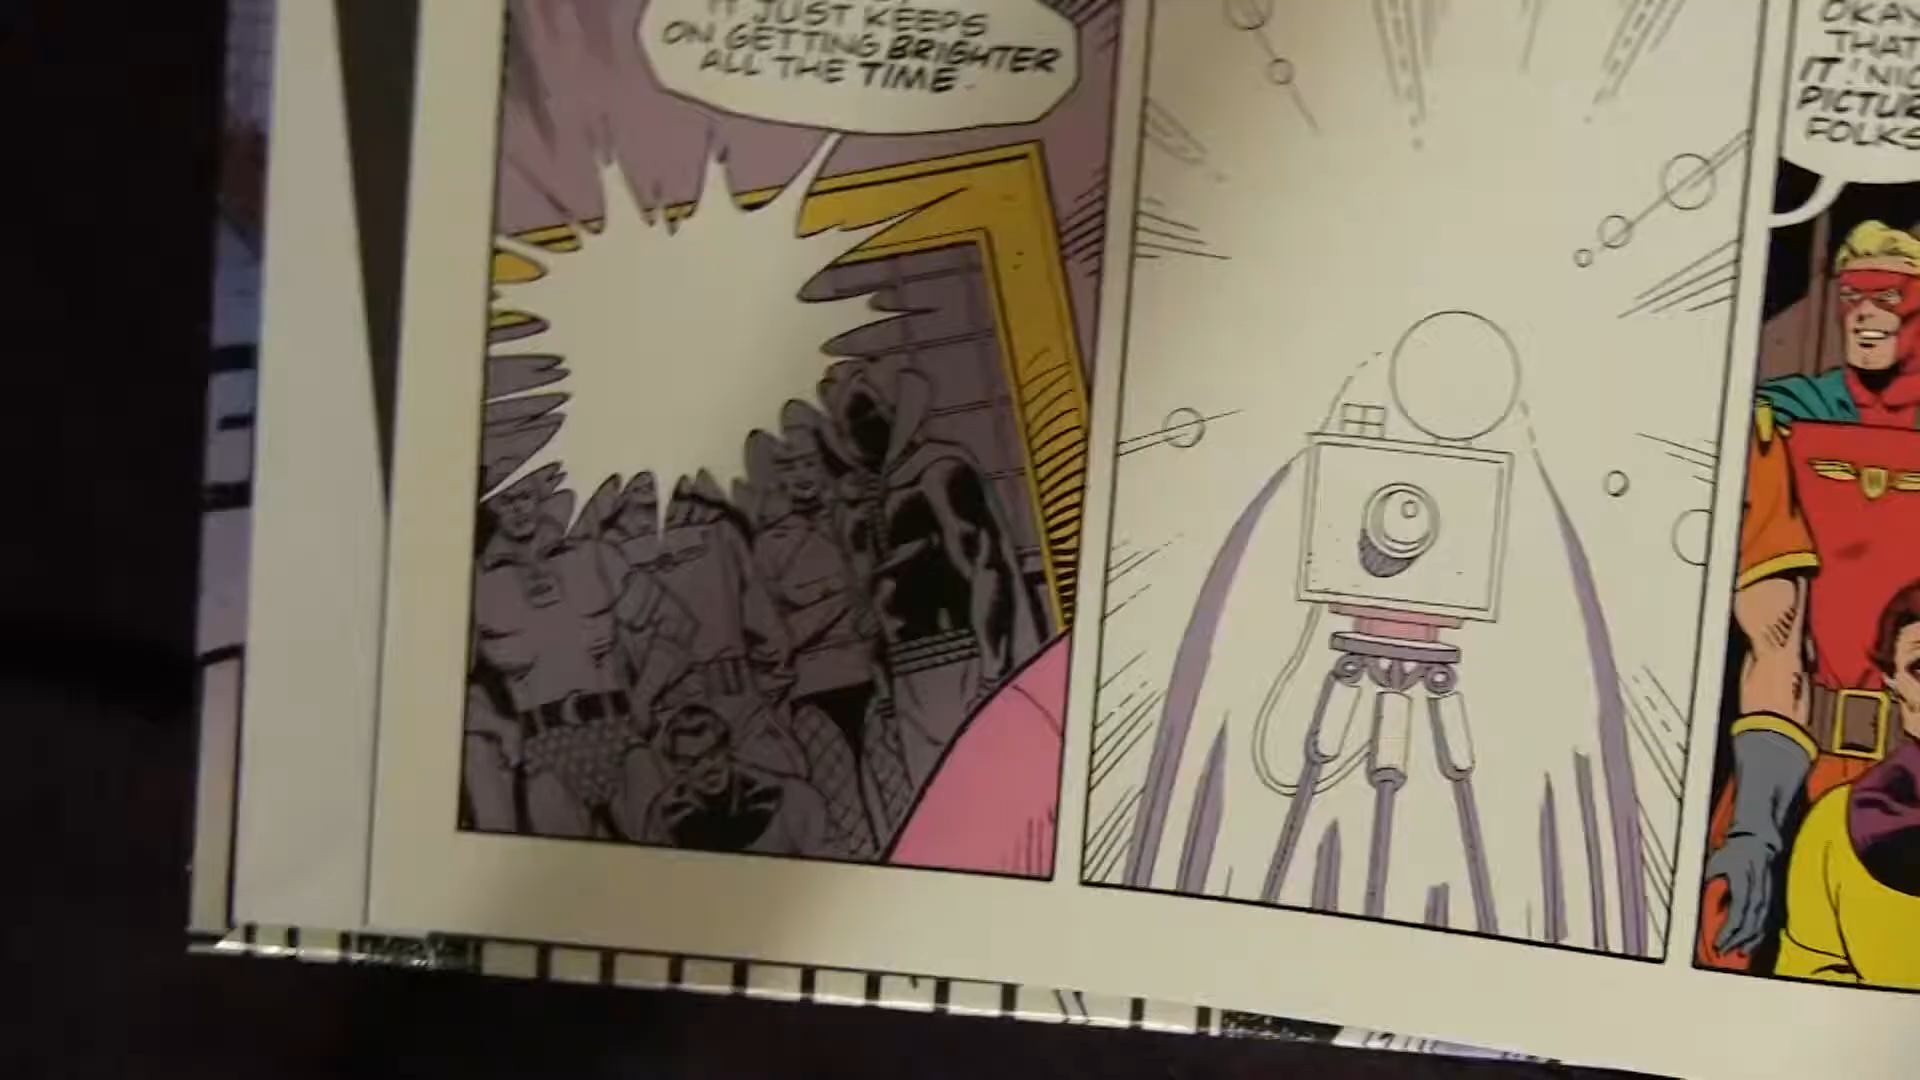 IT JUST KEEPS
ON GETTING BRIGHTER
ALL THE TIME.
OKAY
THAT
IT! NIC
PICTUR
FOLKS